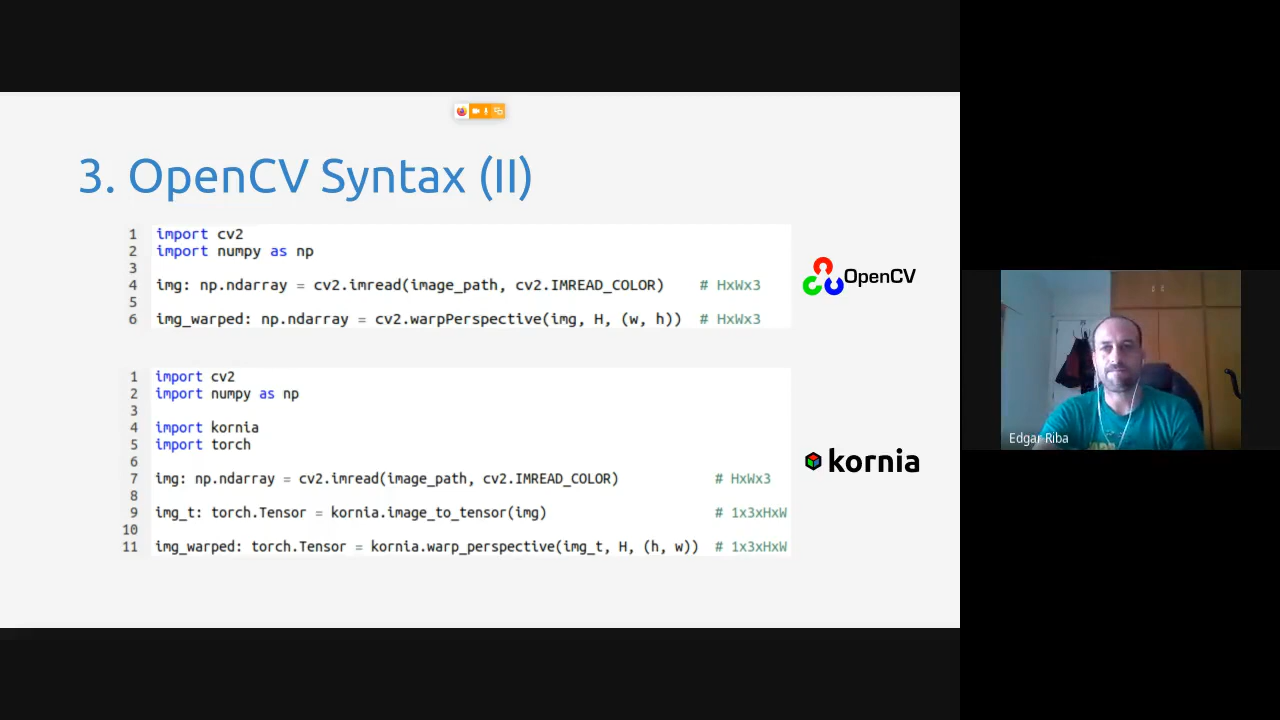 3. OpenCV Syntax (II)
1 import cv2
2 import numpy as np
3
4 img: np.ndarray = cv2.imread(image_path, cv2.IMREAD_COLOR) # HxWx3
5
6 img_warped: np.ndarray = cv2.warpPerspective(img, H, (w, h)) # HxWx3
OpenCV
1 import cv2
2 import numpy as np
3
4 import kornia
5 import torch
6
7 img: np.ndarray = cv2.imread(image_path, cv2.IMREAD_COLOR) # HxWx3
8
9 img_t: torch.Tensor = kornia.image_to_tensor(img) # 1x3xHxW
10
11 img_warped: torch.Tensor = kornia.warp_perspective(img_t, H, (h, w)) # 1x3xHxW
kornia
Edgar Riba